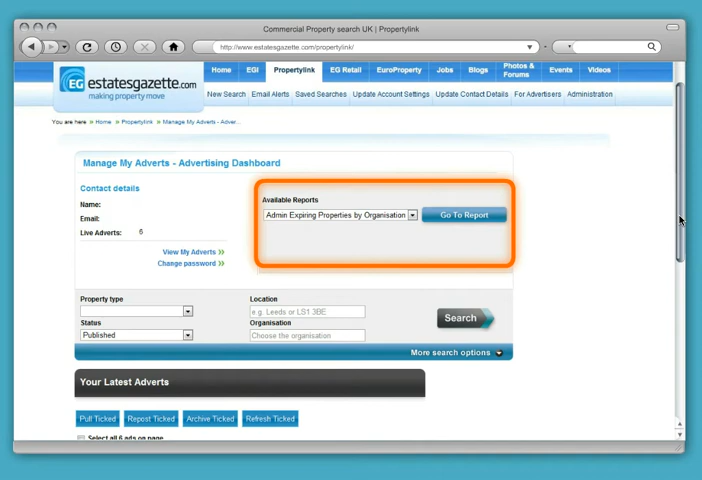 Commercial Property search UK | Propertylink
http://www.estatesgazette.com/propertylink/
Home EGI Propertylink EG Retail EuroProperty Jobs Blogs Photos & Forums Events Videos
EG estatesgazette.com
making property move
New Search Email Alerts Saved Searches Update Account Settings Update Contact Details For Advertisers Administration
You are here » Home » Propertylink » Manage My Adverts - Adver...
Manage My Adverts - Advertising Dashboard
Contact details
Name:
Email:
Live Adverts: 6
View My Adverts »
Change password »
Available Reports
Admin Expiring Properties by Organisation
Go To Report
Property type
Location
e.g. Leeds or LS1 3BE
Status
Organisation
Published
Choose the organisation
Search
More search options
Your Latest Adverts
Pull Ticked Repost Ticked Archive Ticked Refresh Ticked
Select all 6 ads on page